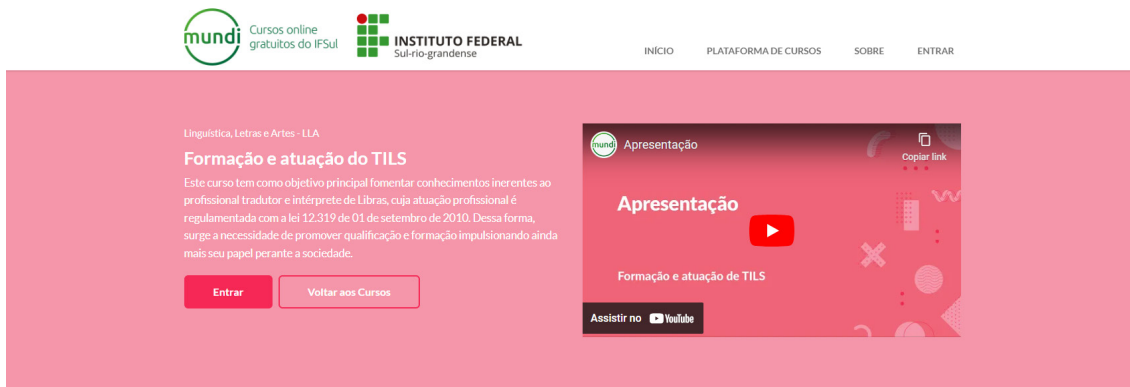 mundi
Cursos online
gratuitos do IFSul
INSTITUTO FEDERAL
Sul-rio-grandense
INÍCIO
PLATAFORMA DE CURSOS
SOBRE
ENTRAR
Linguística, Letras e Artes - LLA
Formação e atuação do TILS
Este curso tem como objetivo principal fomentar conhecimentos inerentes ao
profissional tradutor e intérprete de Libras, cuja atuação profissional é
regulamentada com a lei 12.319 de 01 de setembro de 2010. Dessa forma,
surge a necessidade de promover qualificação e formação impulsionando ainda
mais seu papel perante a sociedade.
Entrar
Voltar aos Cursos
mundi
Apresentação
Copiar link
Apresentação
Formação e atuação de TILS
Assistir no YouTube